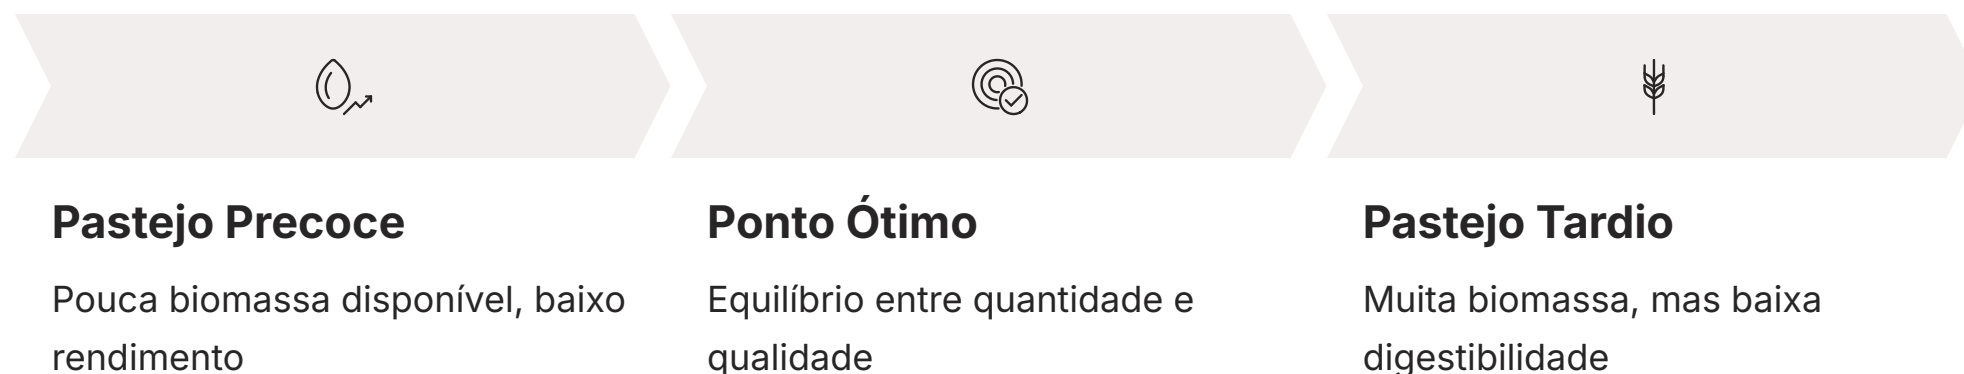 Pastejo Precoce
Pouca biomassa disponível, baixo
rendimento
Ponto Ótimo
Equilíbrio entre quantidade e
qualidade
Pastejo Tardio
Muita biomassa, mas baixa
digestibilidade